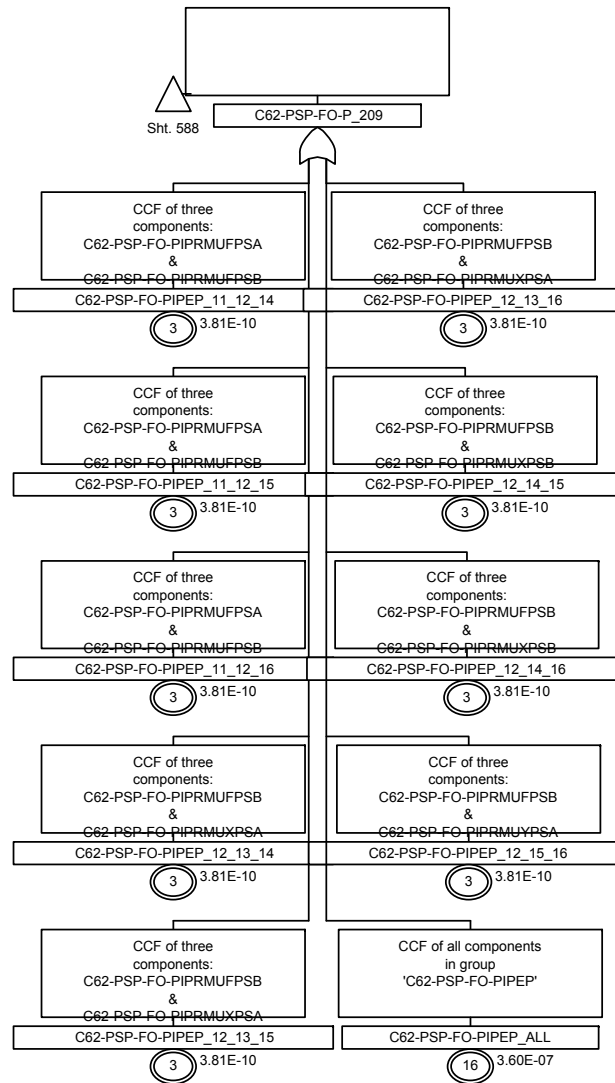 C62-PSP-FO-P_209
Sht. 588
CCF of three
components:
C62-PSP-FO-PIPRMUFPSA
&
C62-PSP-FO-PIPRMUFPSB
C62-PSP-FO-PIPEP_11_12_14
3
3.81E-10
CCF of three
components:
C62-PSP-FO-PIPRMUFPSB
&
C62-PSP-FO-PIPRMUXPSA
C62-PSP-FO-PIPEP_12_13_16
3
3.81E-10
CCF of three
components:
C62-PSP-FO-PIPRMUFPSA
&
C62-PSP-FO-PIPRMUFPSB
C62-PSP-FO-PIPEP_11_12_15
3
3.81E-10
CCF of three
components:
C62-PSP-FO-PIPRMUFPSB
&
C62-PSP-FO-PIPRMUXPSB
C62-PSP-FO-PIPEP_12_14_15
3
3.81E-10
CCF of three
components:
C62-PSP-FO-PIPRMUFPSA
&
C62-PSP-FO-PIPRMUFPSB
C62-PSP-FO-PIPEP_11_12_16
3
3.81E-10
CCF of three
components:
C62-PSP-FO-PIPRMUFPSB
&
C62-PSP-FO-PIPRMUXPSB
C62-PSP-FO-PIPEP_12_14_16
3
3.81E-10
CCF of three
components:
C62-PSP-FO-PIPRMUFPSB
&
C62-PSP-FO-PIPRMUXPSA
C62-PSP-FO-PIPEP_12_13_14
3
3.81E-10
CCF of three
components:
C62-PSP-FO-PIPRMUFPSB
&
C62-PSP-FO-PIPRMUYPSA
C62-PSP-FO-PIPEP_12_15_16
3
3.81E-10
CCF of three
components:
C62-PSP-FO-PIPRMUFPSB
&
C62-PSP-FO-PIPRMUXPSA
C62-PSP-FO-PIPEP_12_13_15
3
3.81E-10
CCF of all components
in group
'C62-PSP-FO-PIPEP'
C62-PSP-FO-PIPEP_ALL
16
3.60E-07